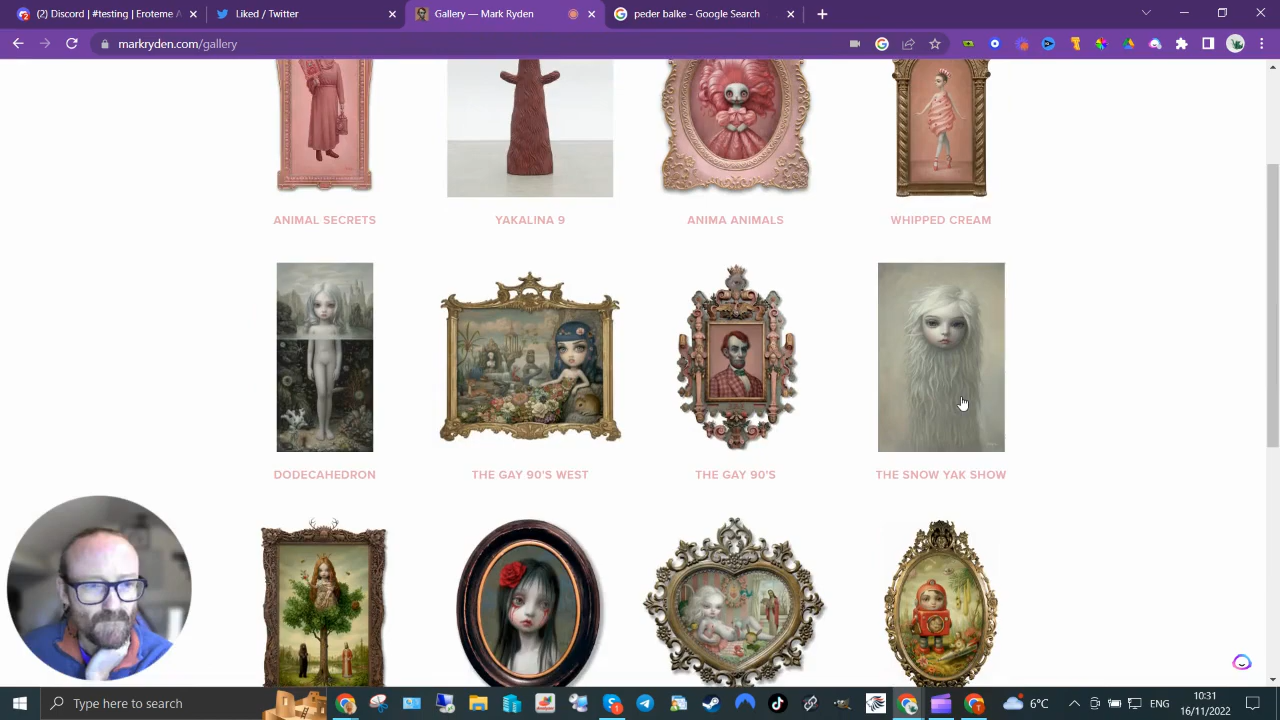 (2) Discord | #testing | Eroteme A
Liked / Twitter
Gallery — Mark Ryden
peder balke - Google Search
markryden.com/gallery
ANIMAL SECRETS
YAKALINA 9
ANIMA ANIMALS
WHIPPED CREAM
DODECAHEDRON
THE GAY 90'S WEST
THE GAY 90'S
THE SNOW YAK SHOW
Type here to search
6°C
ENG
10:31
16/11/2022